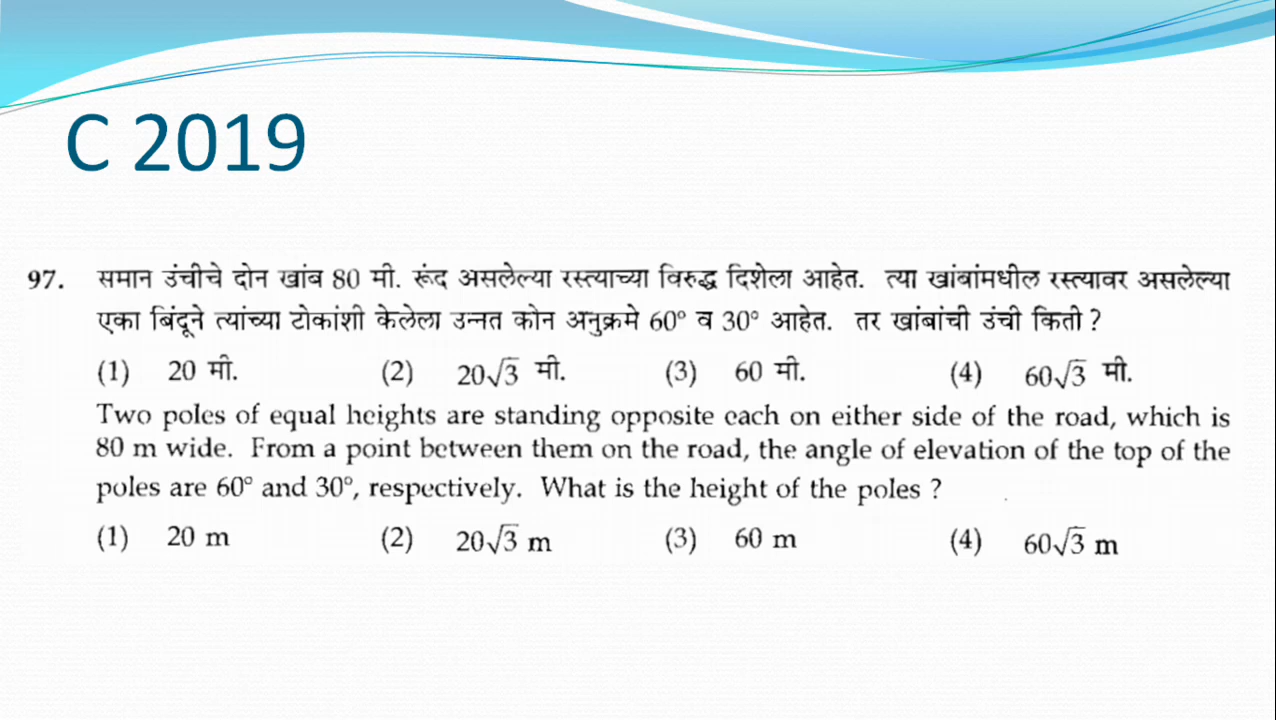 C 2019
97. समान उंचीचे दोन खांब 80 मी. रूंद असलेल्या रस्त्याच्या विरुद्ध दिशेला आहेत. त्या खांबांमधील रस्त्यावर असलेल्या
एका बिंदूने त्यांच्या टोकांशी केलेला उन्नत कोन अनुक्रमे 60° व 30° आहेत. तर खांबांची उंची किती ?
(1) 20 मी. (2) 20√3 मी. (3) 60 मी. (4) 60√3 मी.
Two poles of equal heights are standing opposite each on either side of the road, which is
80 m wide. From a point between them on the road, the angle of elevation of the top of the
poles are 60° and 30°, respectively. What is the height of the poles ?
(1) 20 m (2) 20√3 m (3) 60 m (4) 60√3 m